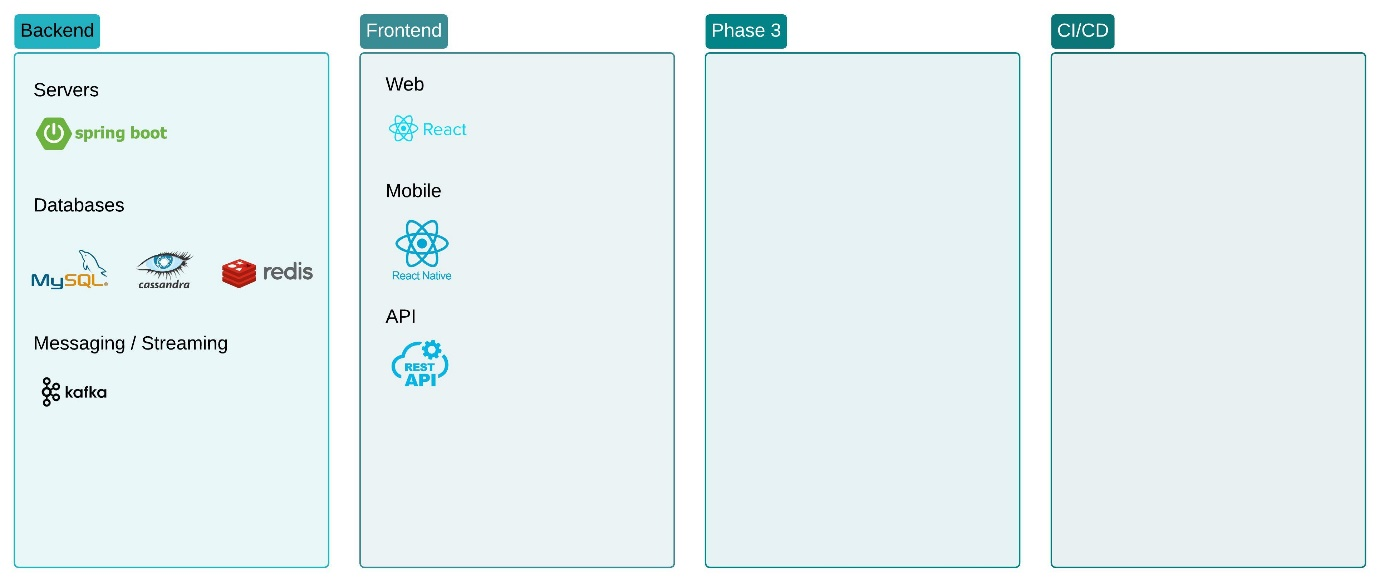 Backend
Servers
spring boot
Databases
MySQL.
cassandra
redis
Messaging / Streaming
kafka
Frontend
Web
React
Mobile
React Native
API
REST
API
Phase 3
CI/CD